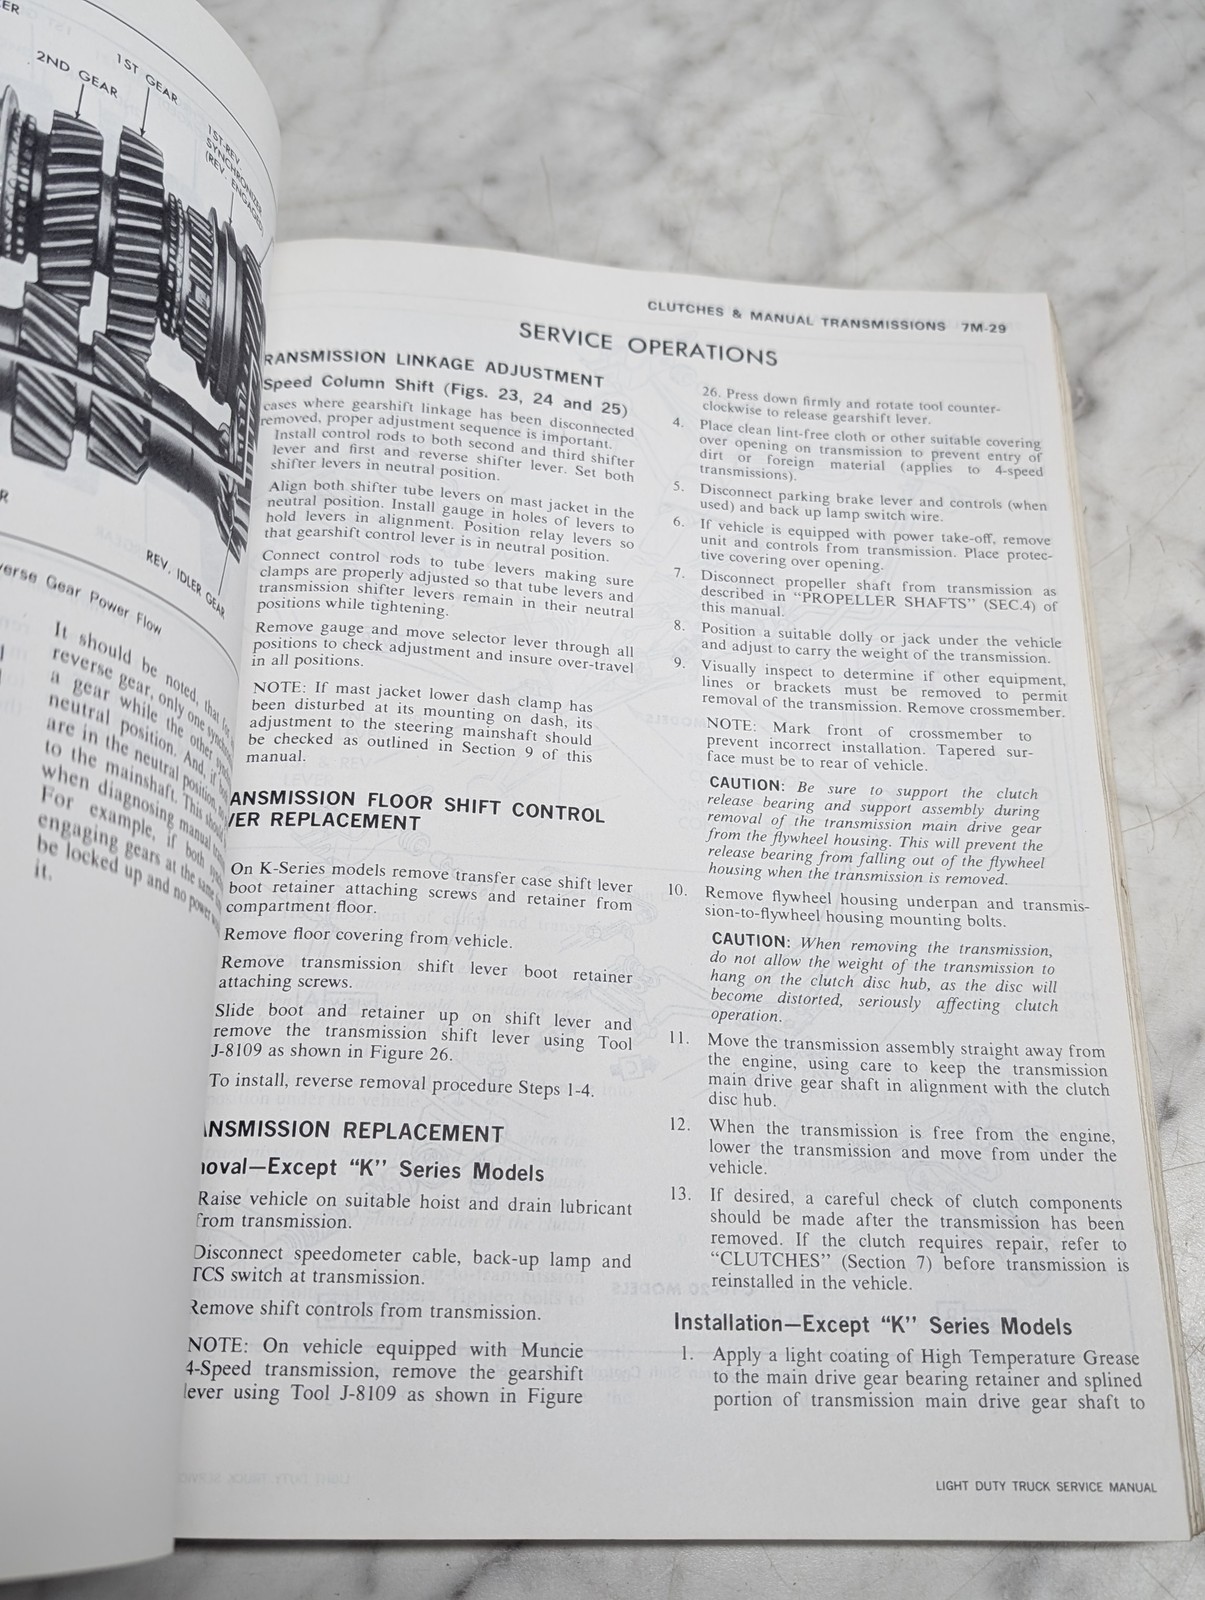 2ND GEAR
1ST GEAR
1ST-REV.
SYNCHRONIZER
(REV. ENGAGED)
REV. IDLER GEAR
Gear Power Flow
It should be noted, that
reverse gear, only one
a gear while the other
neutral position. And, if
are in the neutral position,
to the mainshaft. This
when diagnosing manual
For example, if both
engaging gears at the same
be locked up and no power
it.
CLUTCHES & MANUAL TRANSMISSIONS 7M-29
SERVICE OPERATIONS
RANSMISSION LINKAGE ADJUSTMENT
Speed Column Shift (Figs. 23, 24 and 25)
cases where gearshift linkage has been disconnected
removed, proper adjustment sequence is important.
Install control rods to both second and third shifter
lever and first and reverse shifter lever. Set both
shifter levers in neutral position.
Align both shifter tube levers on mast jacket in the
neutral position. Install gauge in holes of levers to
hold levers in alignment. Position relay levers so
that gearshift control lever is in neutral position.
Connect control rods to tube levers making sure
clamps are properly adjusted so that tube levers and
transmission shifter levers remain in their neutral
positions while tightening.
Remove gauge and move selector lever through all
positions to check adjustment and insure over-travel
in all positions.
NOTE: If mast jacket lower dash clamp has
been disturbed at its mounting on dash, its
adjustment to the steering mainshaft should
be checked as outlined in Section 9 of this
manual.
ANSMISSION FLOOR SHIFT CONTROL
VER REPLACEMENT
On K-Series models remove transfer case shift lever
boot retainer attaching screws and retainer from
compartment floor.
Remove floor covering from vehicle.
Remove transmission shift lever boot retainer
attaching screws.
Slide boot and retainer up on shift lever and
remove the transmission shift lever using Tool
J-8109 as shown in Figure 26.
To install, reverse removal procedure Steps 1-4.
ANSMISSION REPLACEMENT
noval—Except “K” Series Models
Raise vehicle on suitable hoist and drain lubricant
from transmission.
Disconnect speedometer cable, back-up lamp and
TCS switch at transmission.
Remove shift controls from transmission.
NOTE: On vehicle equipped with Muncie
4-Speed transmission, remove the gearshift
lever using Tool J-8109 as shown in Figure
26. Press down firmly and rotate tool counter-
clockwise to release gearshift lever.
4. Place clean lint-free cloth or other suitable covering
over opening on transmission to prevent entry of
dirt or foreign material (applies to 4-speed
transmissions).
5. Disconnect parking brake lever and controls (when
used) and back up lamp switch wire.
6. If vehicle is equipped with power take-off, remove
unit and controls from transmission. Place protec-
tive covering over opening.
7. Disconnect propeller shaft from transmission as
described in “PROPELLER SHAFTS” (SEC.4) of
this manual.
8. Position a suitable dolly or jack under the vehicle
and adjust to carry the weight of the transmission.
9. Visually inspect to determine if other equipment,
lines or brackets must be removed to permit
removal of the transmission. Remove crossmember.
NOTE: Mark front of crossmember to
prevent incorrect installation. Tapered sur-
face must be to rear of vehicle.
CAUTION: Be sure to support the clutch
release bearing and support assembly during
removal of the transmission main drive gear
from the flywheel housing. This will prevent the
release bearing from falling out of the flywheel
housing when the transmission is removed.
10. Remove flywheel housing underpan and transmis-
sion-to-flywheel housing mounting bolts.
CAUTION: When removing the transmission,
do not allow the weight of the transmission to
hang on the clutch disc hub, as the disc will
become distorted, seriously affecting clutch
operation.
11. Move the transmission assembly straight away from
the engine, using care to keep the transmission
main drive gear shaft in alignment with the clutch
disc hub.
12. When the transmission is free from the engine,
lower the transmission and move from under the
vehicle.
13. If desired, a careful check of clutch components
should be made after the transmission has been
removed. If the clutch requires repair, refer to
“CLUTCHES” (Section 7) before transmission is
reinstalled in the vehicle.
Installation—Except “K” Series Models
1. Apply a light coating of High Temperature Grease
to the main drive gear bearing retainer and splined
portion of transmission main drive gear shaft to
LIGHT DUTY TRUCK SERVICE MANUAL